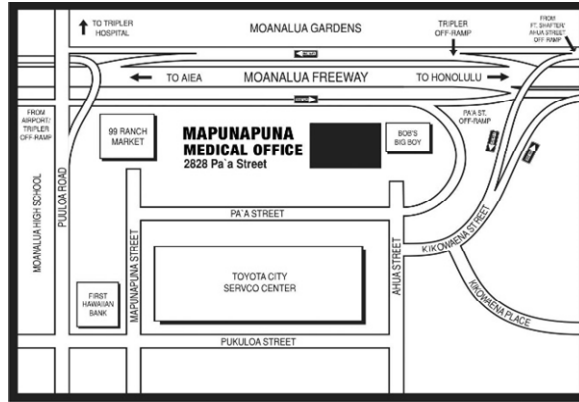 TO TRIPLER
HOSPITAL
MOANALUA GARDENS
TRIPLER
OFF-RAMP
FROM
FT. SHAFTER/
AHUA STREET
OFF RAMP
TO AIEA
MOANALUA FREEWAY
TO HONOLULU
FROM
AIRPORT/
TRIPLER
OFF-RAMP
99 RANCH
MARKET
MAPUNAPUNA
MEDICAL OFFICE
2828 Pa`a Street
BOB'S
BIG BOY
PA'A ST.
OFF-RAMP
MOANALUA HIGH SCHOOL
PUULOA ROAD
MAPUNAPUNA STREET
PA`A STREET
AHUA STREET
KIKOWAENA STREET
KIKOWAENA PLACE
TOYOTA CITY
SERVCO CENTER
FIRST
HAWAIIAN
BANK
PUKULOA STREET